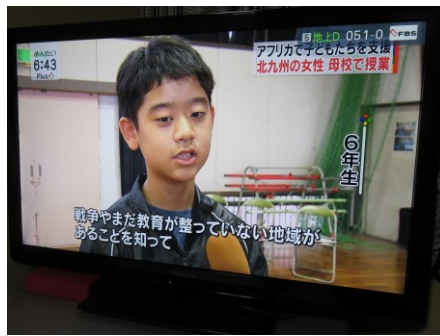 めんたい
6:43
Plus
5 地上D 051-0 FBS
アフリカで子どもたちを支援
北九州の女性 母校で授業
6年生
戦争やまだ教育が整っていない地域が
あることを知って